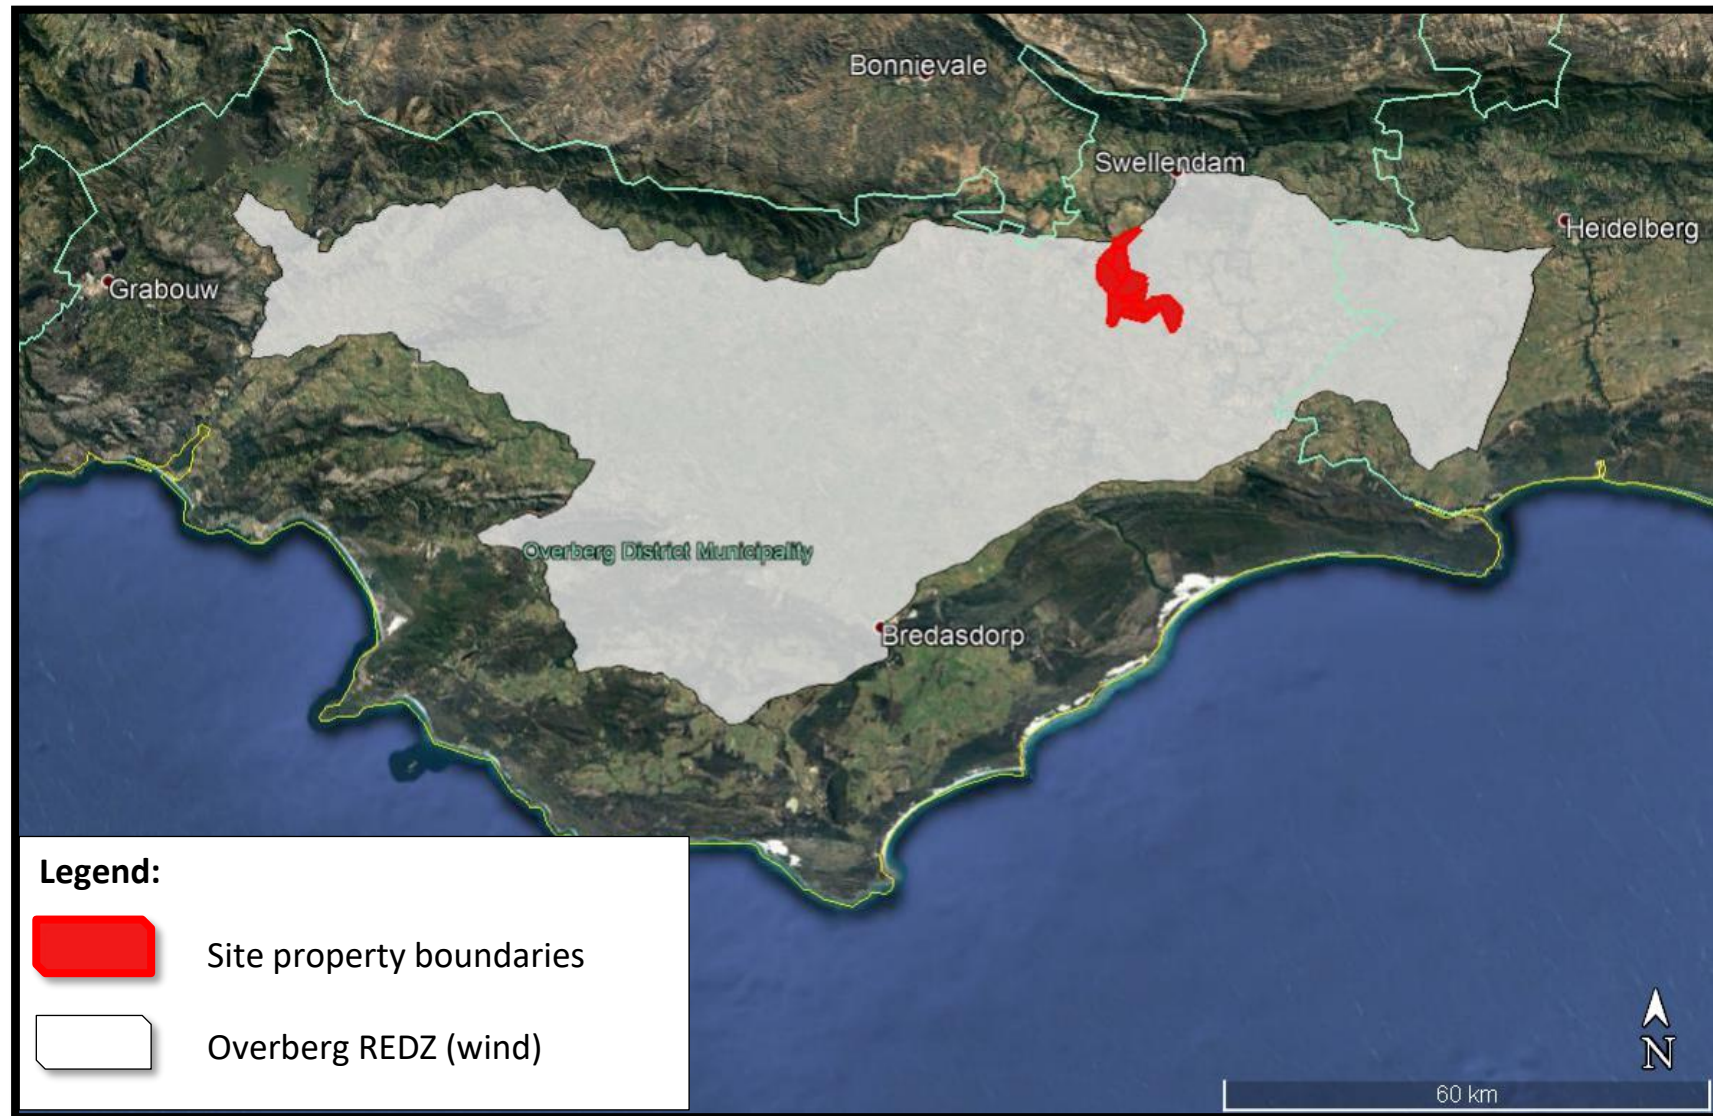 Bonnievale
Swellendam
Heidelberg
Grabouw
Overberg District Municipality
Bredasdorp
Legend:
Site property boundaries
Overberg REDZ (wind)
N
60 km